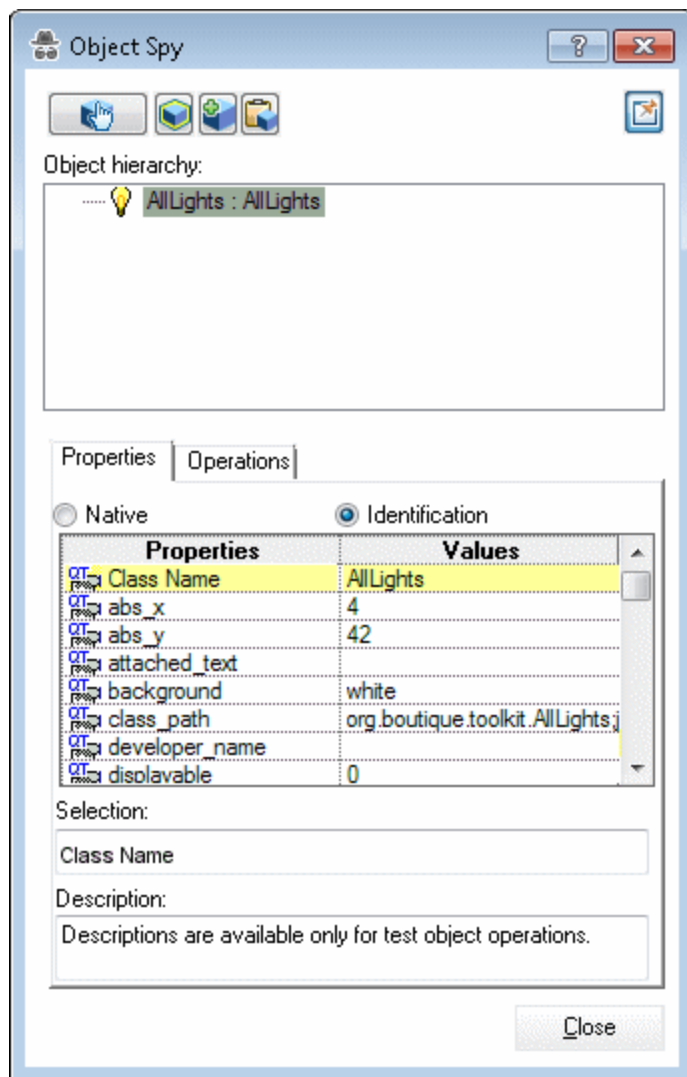 Object Spy
Object hierarchy:
AllLights : AllLights
Properties Operations
Native Identification
Properties Values
Class Name AllLights
abs_x 4
abs_y 42
attached_text
background white
class_path org.boutique.toolkit.AllLights;j
developer_name
displayable 0
Selection:
Class Name
Description:
Descriptions are available only for test object operations.
Close